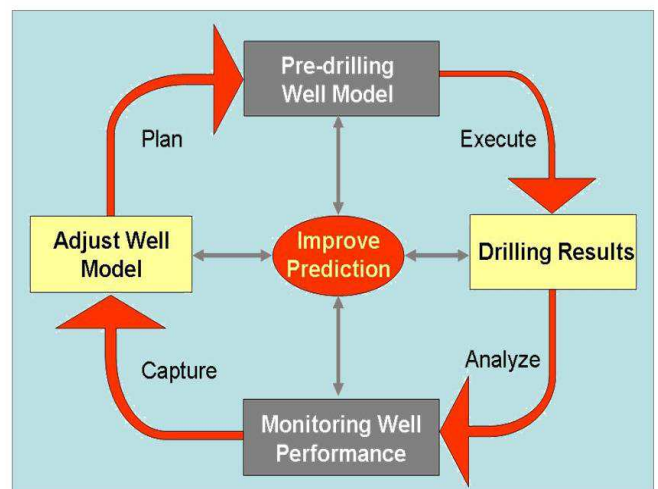 Pre-drilling
Well Model
Plan
Execute
Adjust Well
Model
Improve
Prediction
Drilling Results
Capture
Analyze
Monitoring Well
Performance